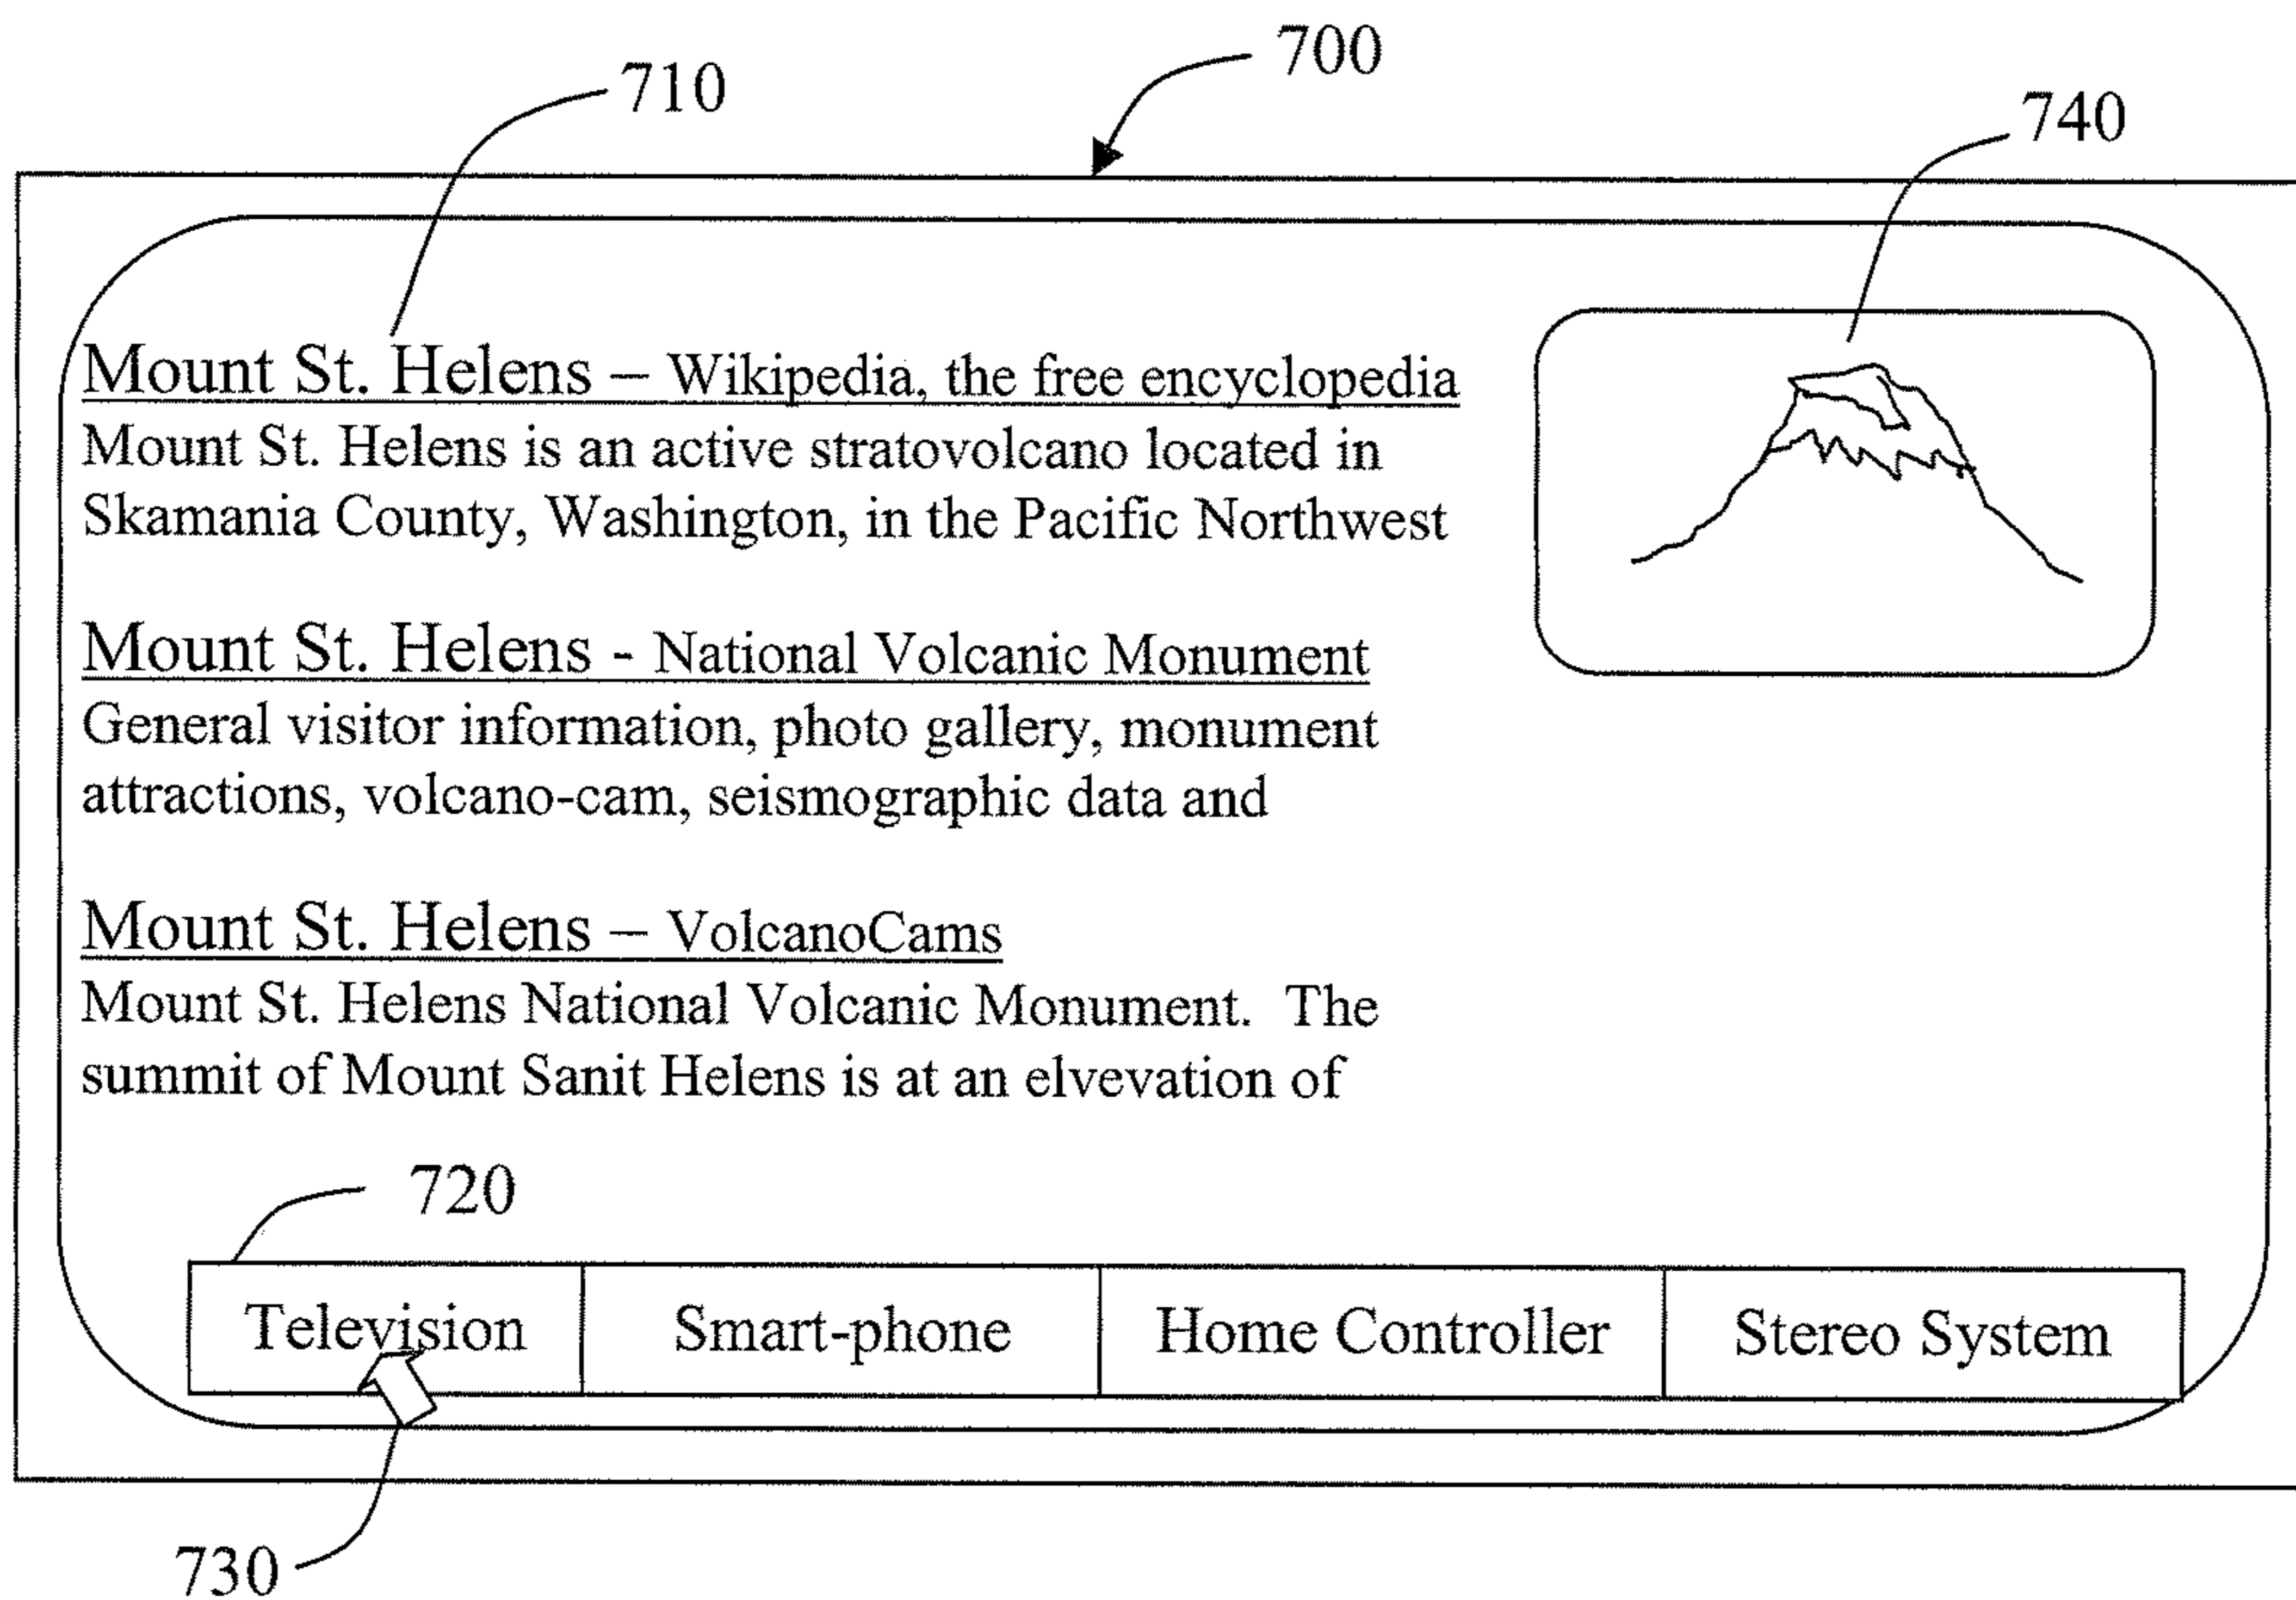 700
710
740
Mount St. Helens – Wikipedia, the free encyclopedia
Mount St. Helens is an active stratovolcano located in
Skamania County, Washington, in the Pacific Northwest
Mount St. Helens - National Volcanic Monument
General visitor information, photo gallery, monument
attractions, volcano-cam, seismographic data and
Mount St. Helens – VolcanoCams
Mount St. Helens National Volcanic Monument.  The
summit of Mount Sanit Helens is at an elvevation of
720
Television Smart-phone Home Controller Stereo System
730